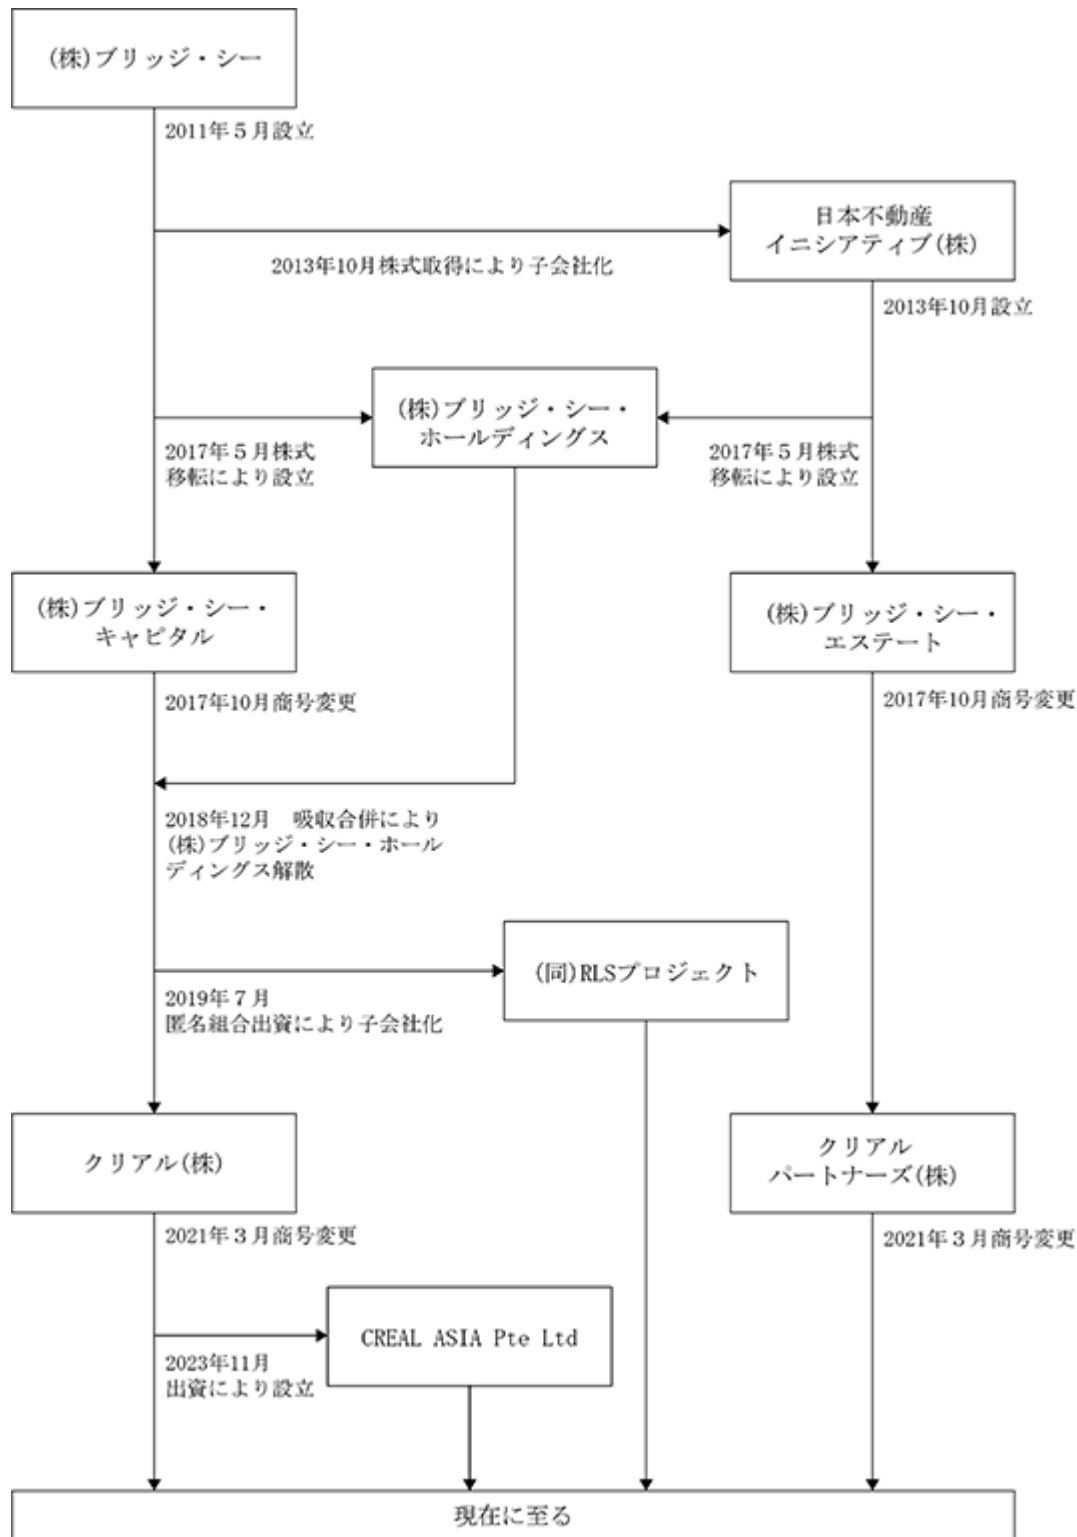 (株)ブリッジ・シー
2011年５月設立
日本不動産
イニシアティブ(株)
2013年10月株式取得により子会社化
2013年10月設立
(株)ブリッジ・シー・
ホールディングス
2017年５月株式
移転により設立
2017年５月株式
移転により設立
(株)ブリッジ・シー・
キャピタル
(株)ブリッジ・シー・
エステート
2017年10月商号変更
2017年10月商号変更
2018年12月　吸収合併により
(株)ブリッジ・シー・ホール
ディングス解散
(同)RLSプロジェクト
2019年７月
匿名組合出資により子会社化
クリアル(株)
クリアル
パートナーズ(株)
2021年３月商号変更
2021年３月商号変更
CREAL ASIA Pte Ltd
2023年11月
出資により設立
現在に至る